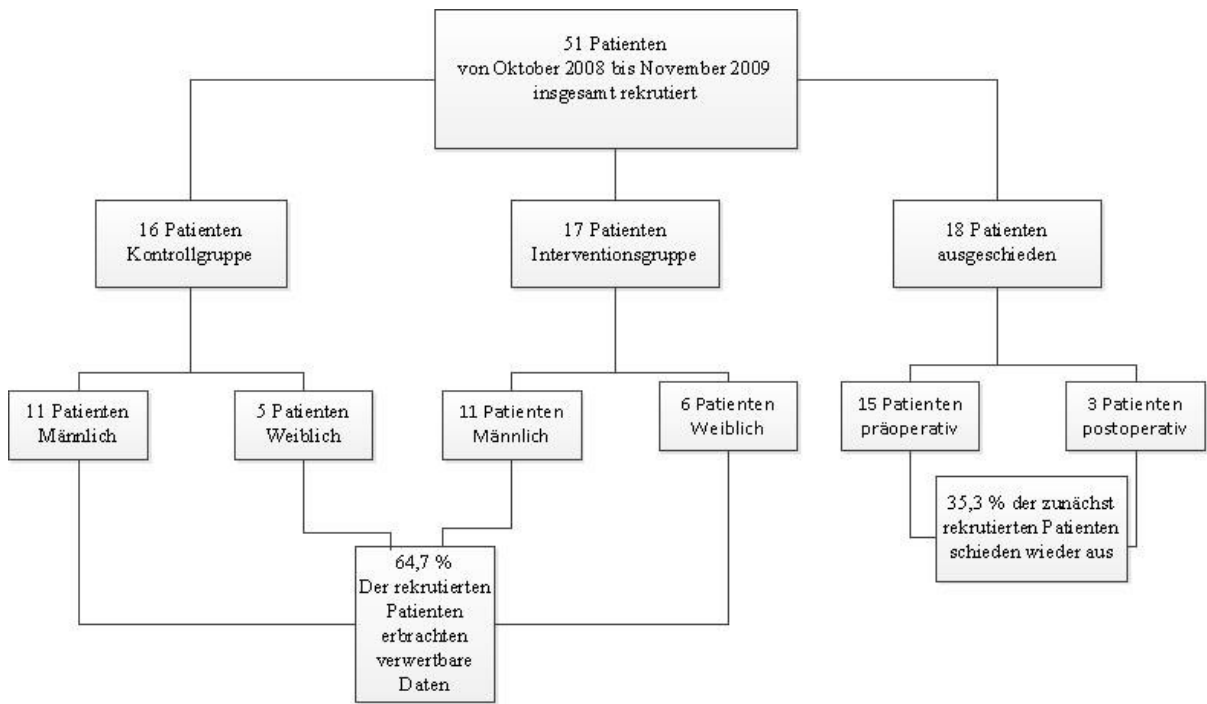 51 Patienten
von Oktober 2008 bis November 2009
insgesamt rekrutiert
16 Patienten
Kontrollgruppe
17 Patienten
Interventionsgruppe
18 Patienten
ausgeschieden
11 Patienten
Männlich
5 Patienten
Weiblich
11 Patienten
Männlich
6 Patienten
Weiblich
15 Patienten
präoperativ
3 Patienten
postoperativ
64,7 %
Der rekrutierten
Patienten
erbrachten
verwertbare
Daten
35,3 % der zunächst
rekrutierten Patienten
schieden wieder aus